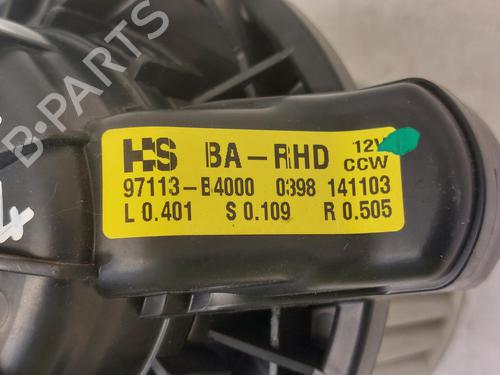 B-PARTS
HS BA-RHD 12V
CCW
97113-B4000 0398 141103
L 0.401 S 0.109 R 0.505